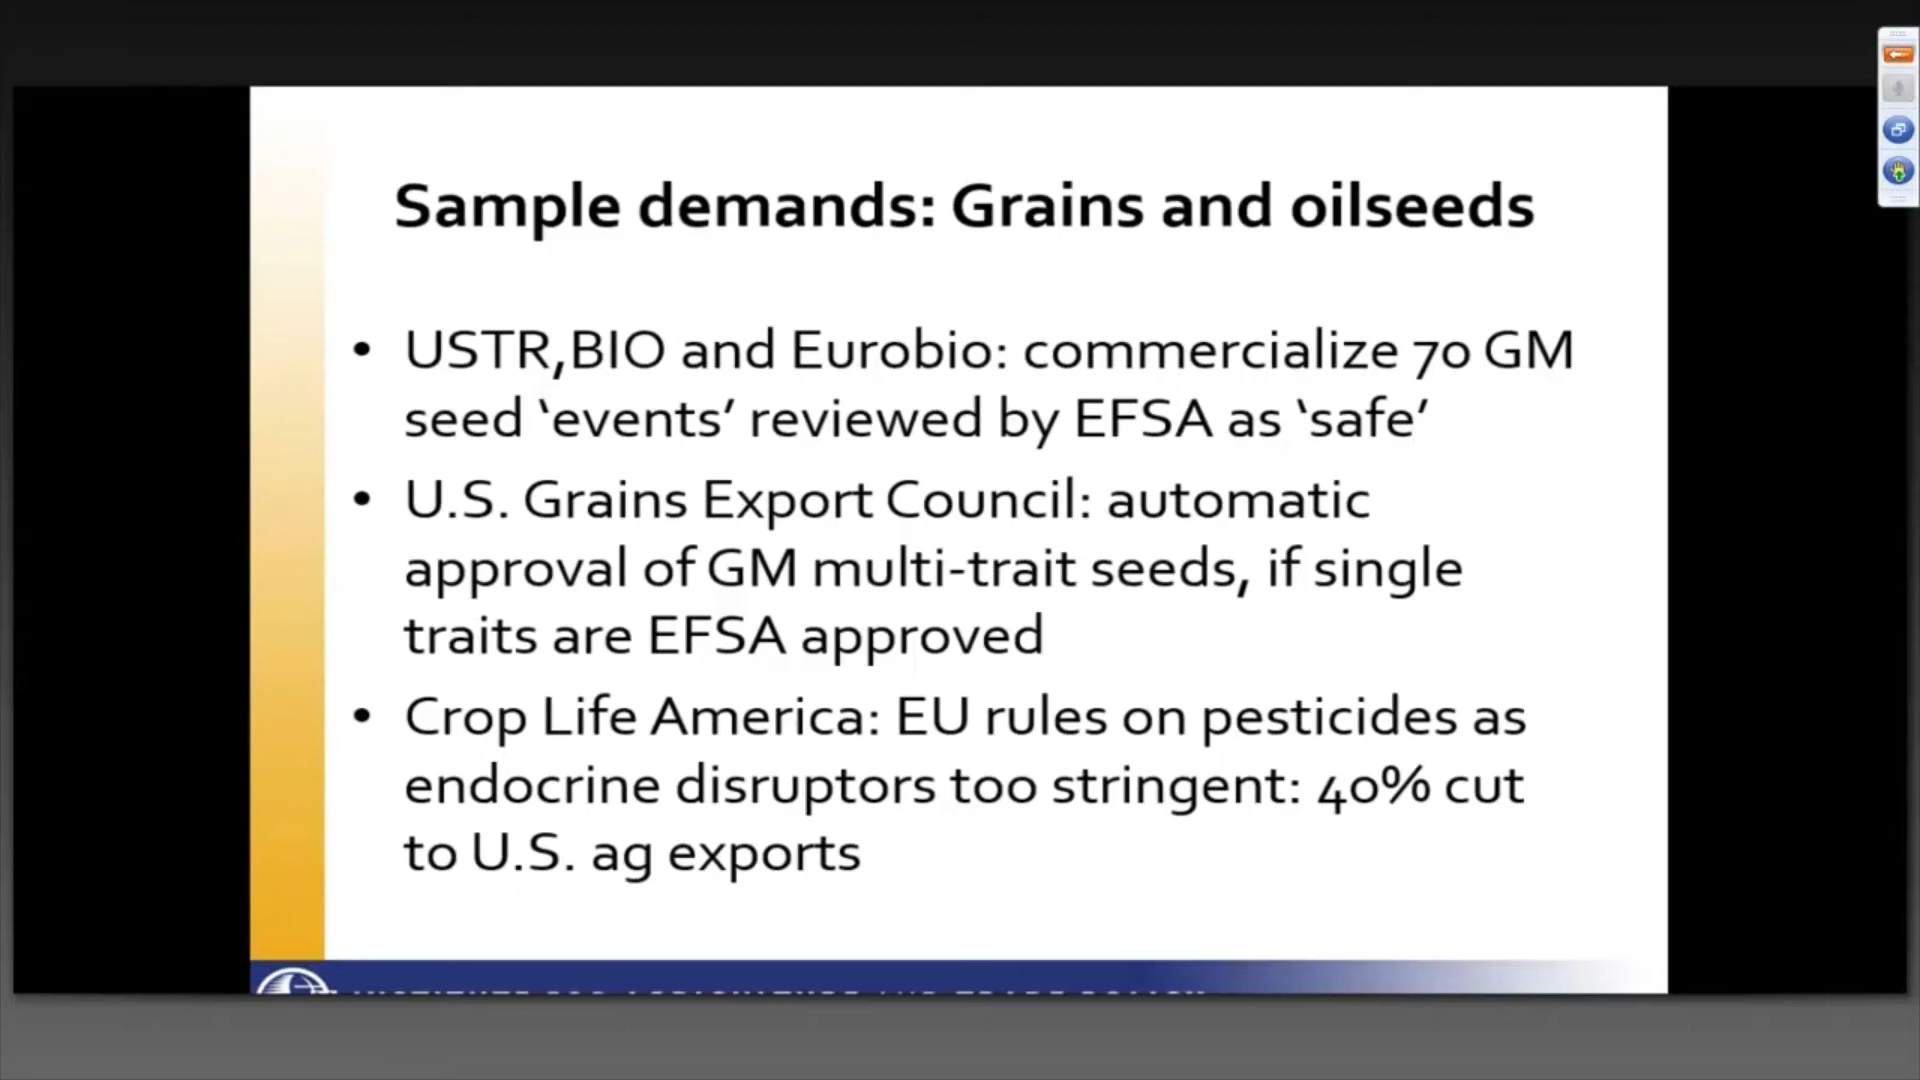 Sample demands: Grains and oilseeds
• USTR,BIO and Eurobio: commercialize 70 GM
seed ‘events’ reviewed by EFSA as ‘safe’
• U.S. Grains Export Council: automatic
approval of GM multi-trait seeds, if single
traits are EFSA approved
• Crop Life America: EU rules on pesticides as
endocrine disruptors too stringent: 40% cut
to U.S. ag exports